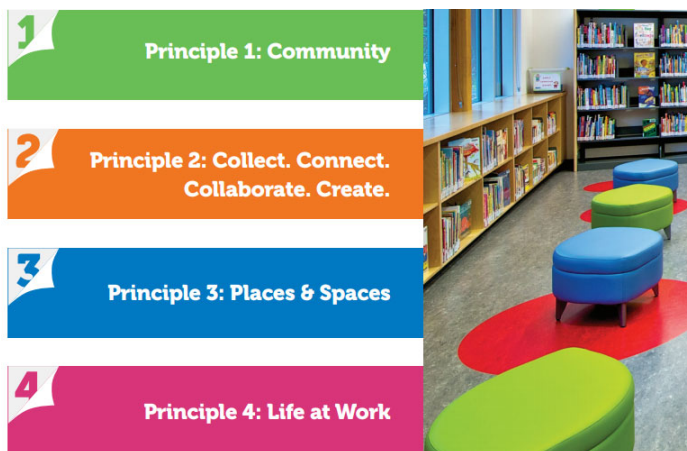 1
Principle 1: Community
2
Principle 2: Collect. Connect.
Collaborate. Create.
3
Principle 3: Places & Spaces
4
Principle 4: Life at Work